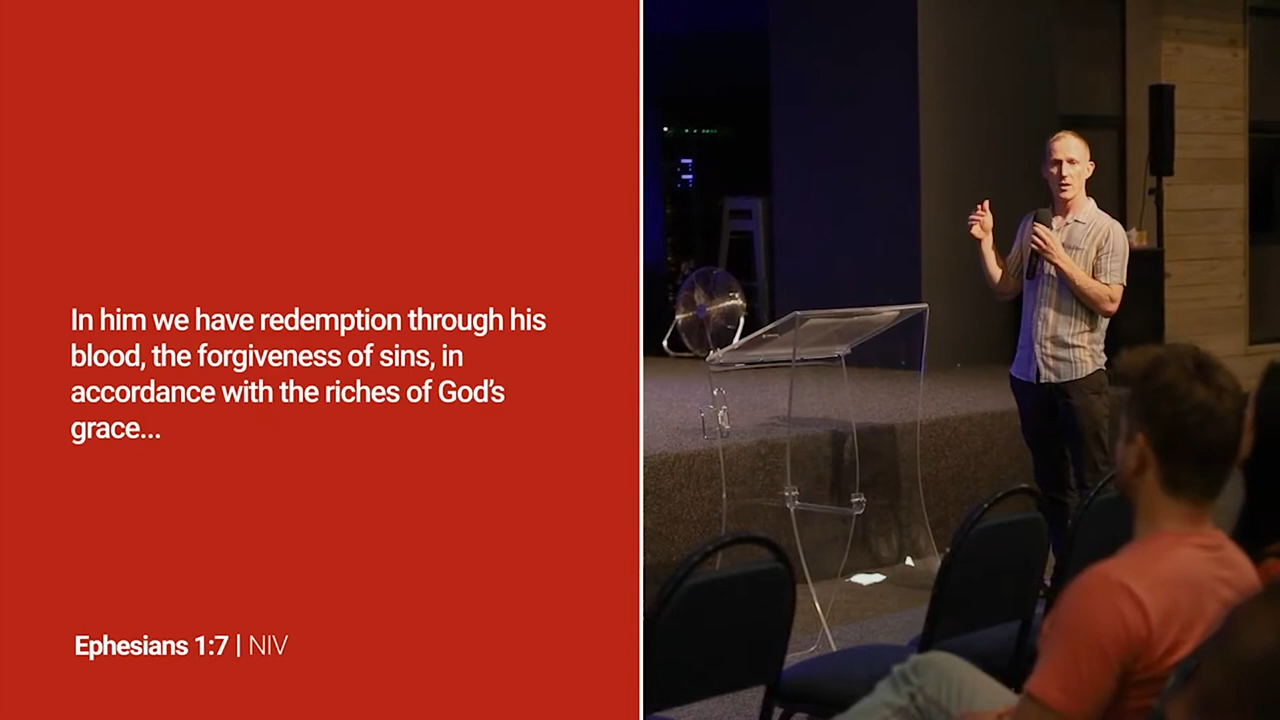 In him we have redemption through his
blood, the forgiveness of sins, in
accordance with the riches of God's
grace...
Ephesians 1:7 | NIV